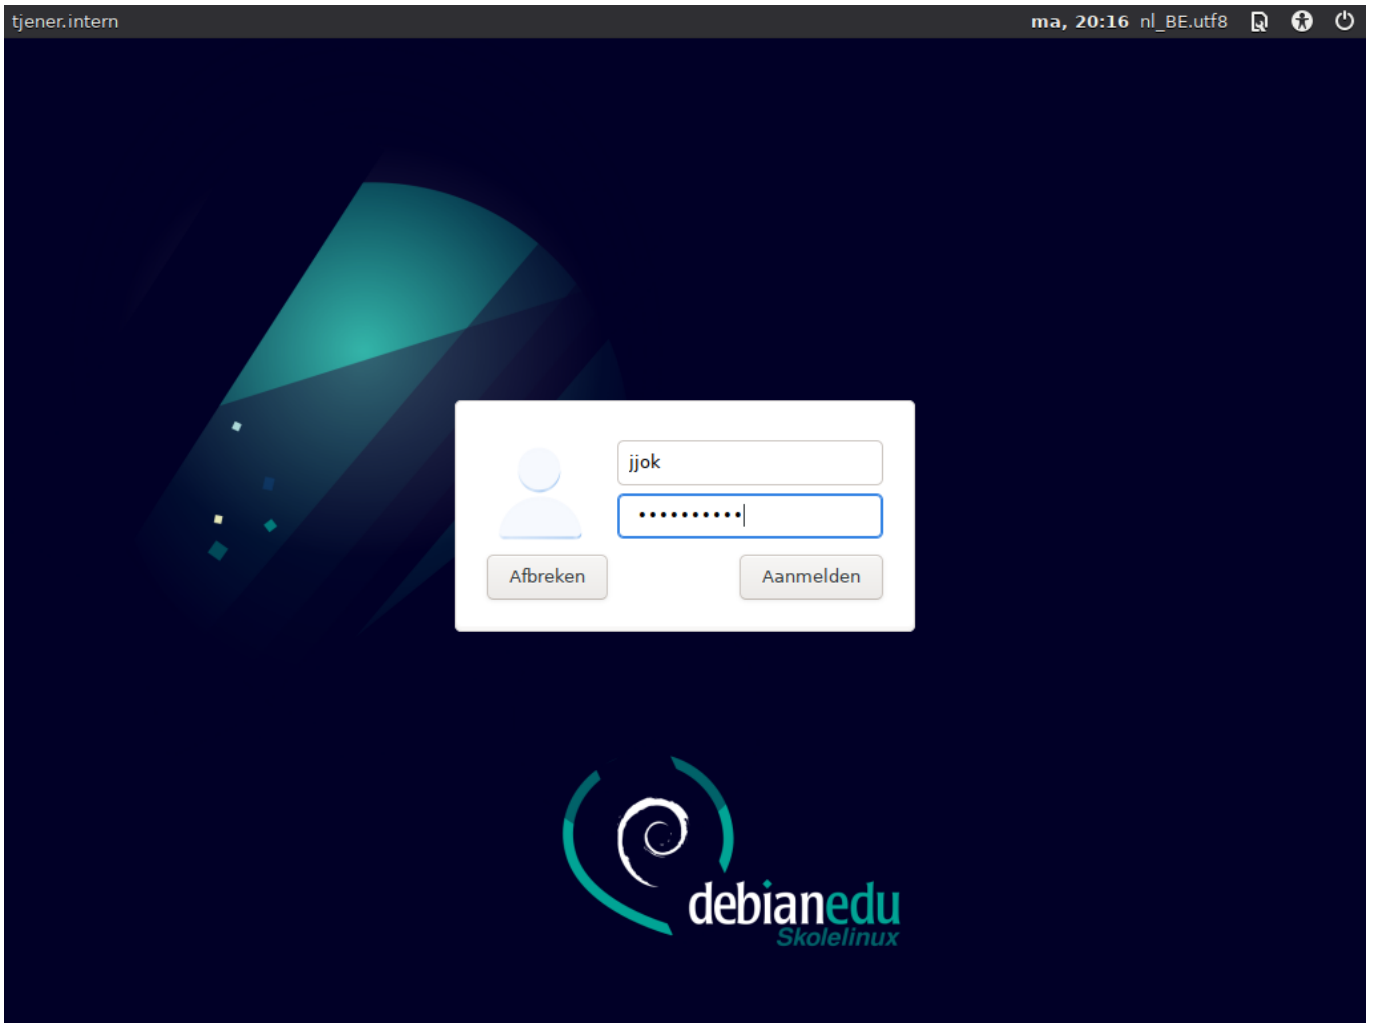 tjener.intern
ma, 20:16 nl_BE.utf8
jjok
••••••••••
Afbreken
Aanmelden
debianedu
Skolelinux